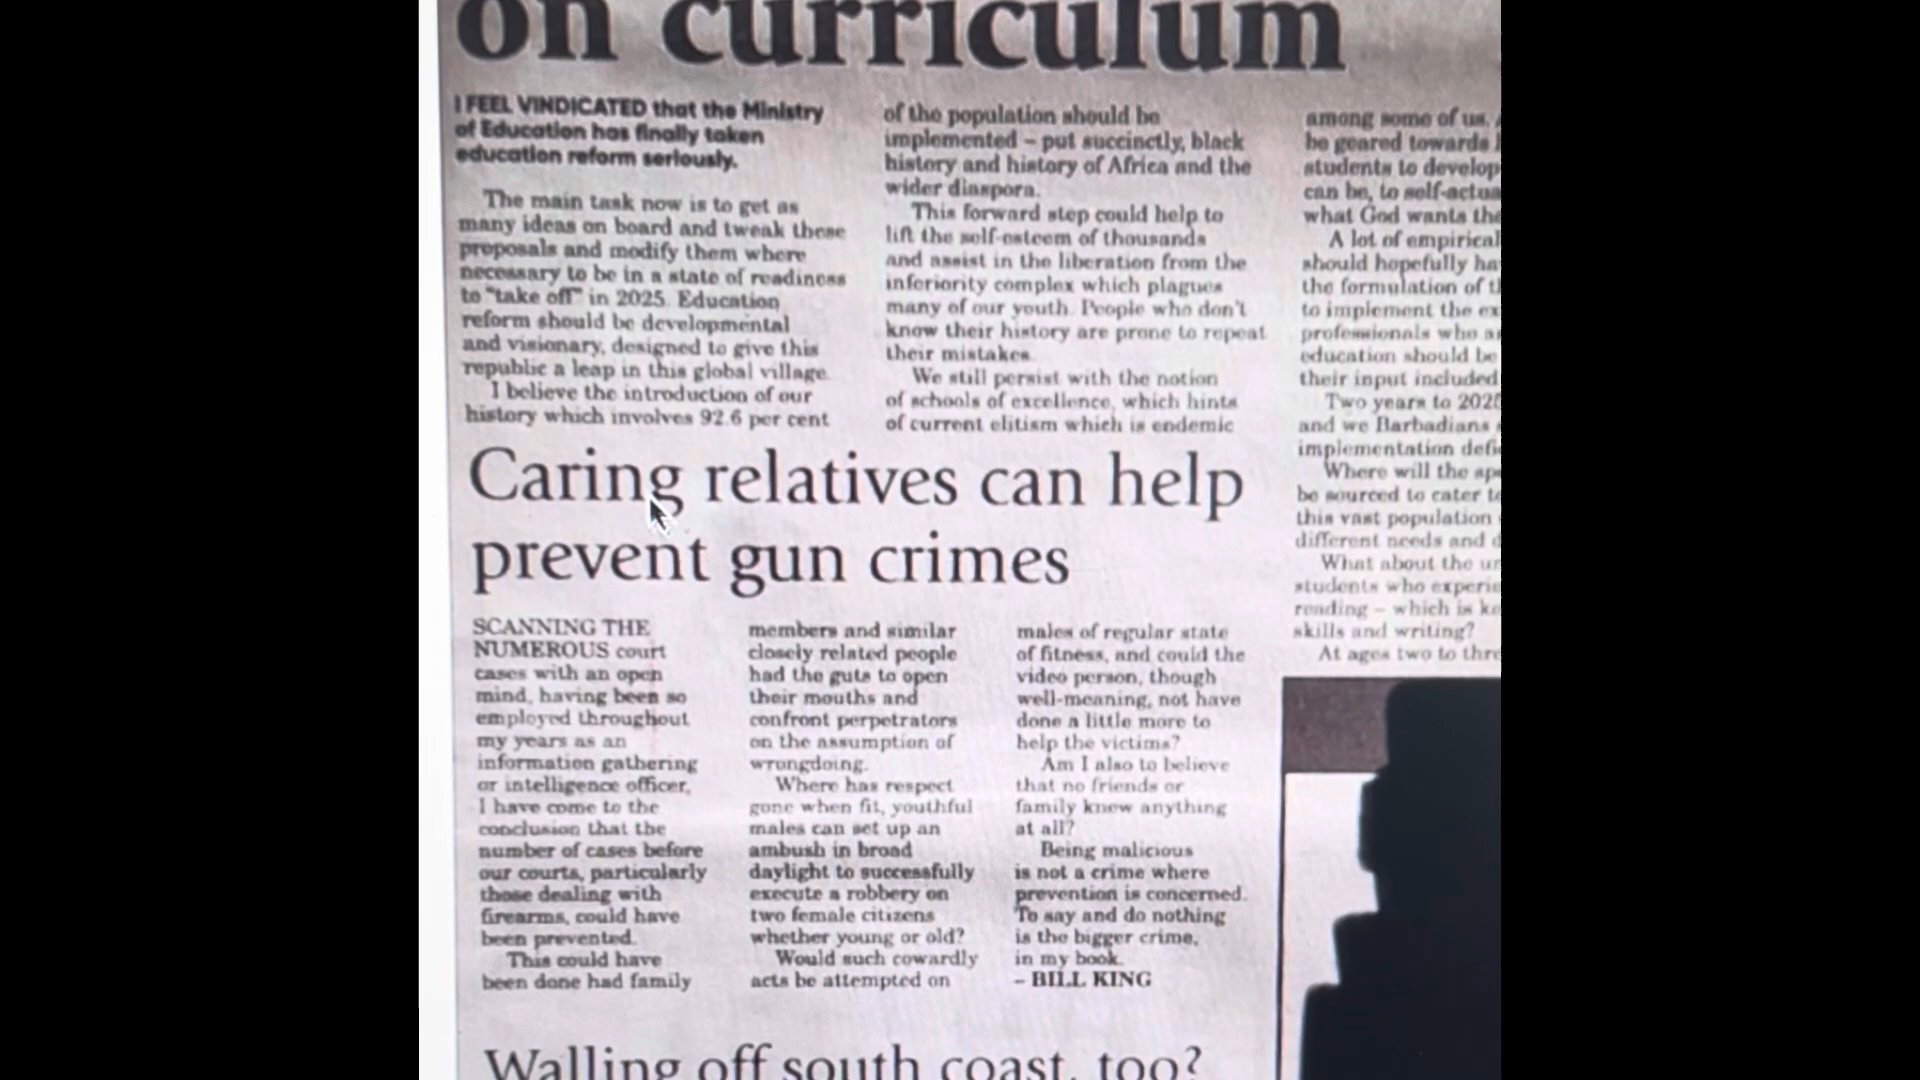 on curriculum
I FEEL VINDICATED that the Ministry
of Education has finally taken
education reform seriously.
The main task now is to get as
many ideas on board and tweak these
proposals and modify them where
necessary to be in a state of readiness
to "take off" in 2025. Education
reform should be developmental
and visionary, designed to give this
republic a leap in this global village.
I believe the introduction of our
history which involves 92.6 per cent
of the population should be
implemented – put succinctly, black
history and history of Africa and the
wider diaspora.
This forward step could help to
lift the self-esteem of thousands
and assist in the liberation from the
inferiority complex which plagues
many of our youth. People who don't
know their history are prone to repeat
their mistakes.
We still persist with the notion
of schools of excellence, which hints
of current elitism which is endemic
among some of us.
be geared towards
students to develop
can be, to self-actua
what God wants the
A lot of empirical
should hopefully ha
the formulation of
to implement the ex
professionals who
education should be
their input included
Two years to
and we Barbadians
implementation defi
Where will the spe
be sourced to cater to
this vast population
different needs and
What about the un
students who experie
reading – which is ke
skills and writing?
At ages two to thre
Caring relatives can help
prevent gun crimes
SCANNING THE
NUMEROUS court
cases with an open
mind, having been so
employed throughout
my years as an
information gathering
or intelligence officer,
I have come to the
conclusion that the
number of cases before
our courts, particularly
those dealing with
firearms, could have
been prevented.
This could have
been done had family
members and similar
closely related people
had the guts to open
their mouths and
confront perpetrators
on the assumption of
wrongdoing.
Where has respect
gone when fit, youthful
males can set up an
ambush in broad
daylight to successfully
execute a robbery on
two female citizens
whether young or old?
Would such cowardly
acts be attempted on
males of regular state
of fitness, and could the
video person, though
well-meaning, not have
done a little more to
help the victims?
Am I also to believe
that no friends or
family knew anything
at all?
Being malicious
is not a crime where
prevention is concerned.
To say and do nothing
is the bigger crime,
in my book.
– BILL KING
Walling off south coast, too?